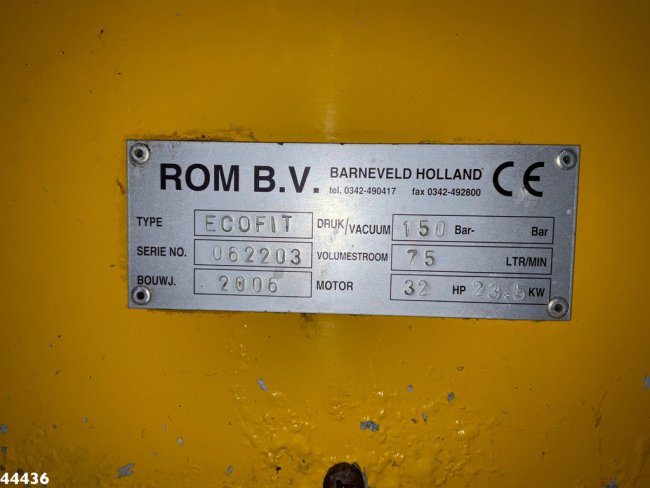 ROM B.V. BARNEVELD HOLLAND CE
tel. 0342-490417 fax 0342-492800
TYPE ECOFIT DRUK/VACUUM 150 Bar- Bar
SERIE NO. 062203 VOLUMESTROOM 75 LTR/MIN
BOUWJ. 2006 MOTOR 32 HP 23.5 KW
44436